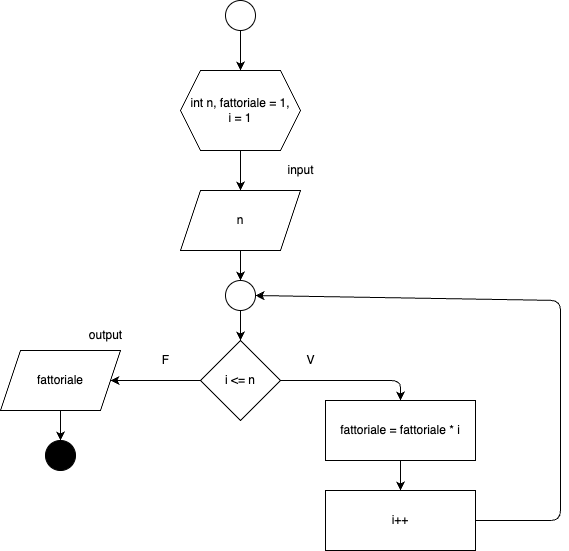 int n, fattoriale = 1,
i = 1
input
n
output
F
V
i <= n
fattoriale
fattoriale = fattoriale * i
i++